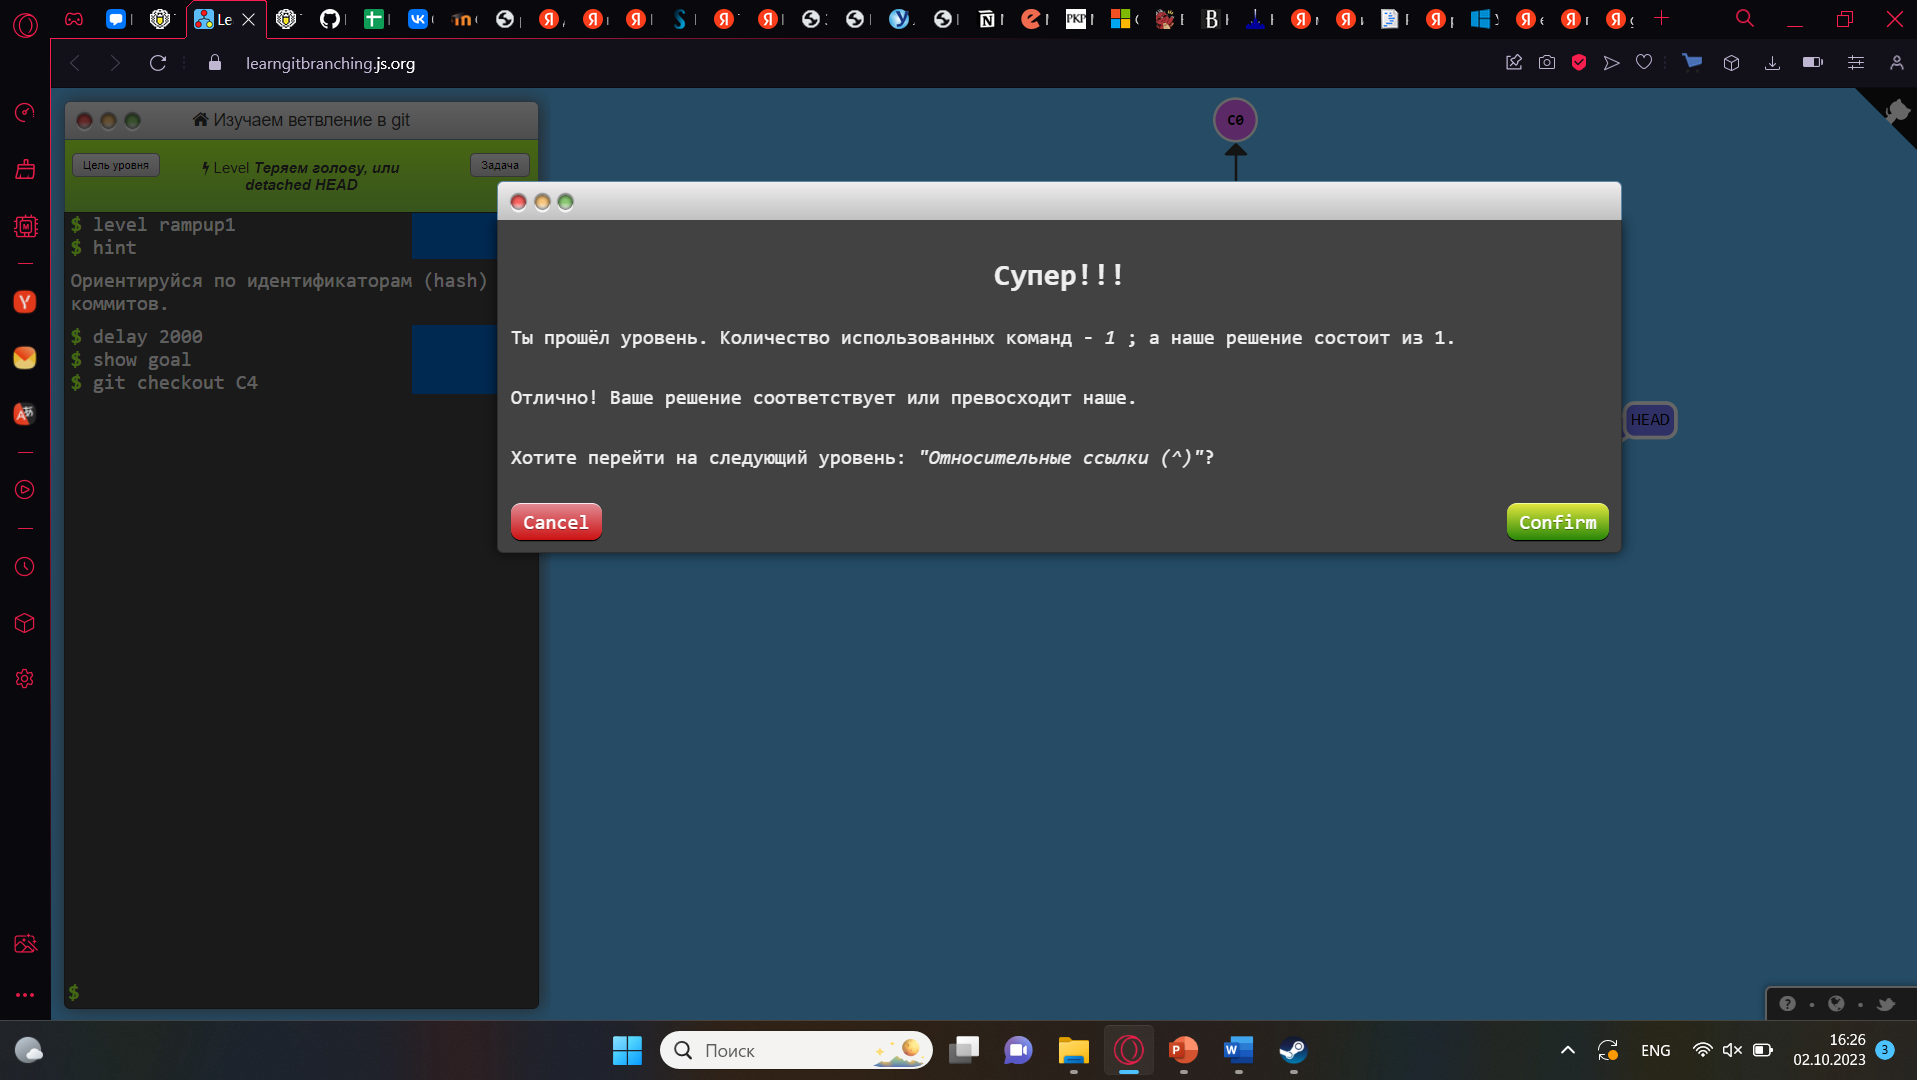 Le
learngitbranching.js.org
Изучаем ветвление в git
Цель уровня
Level Теряем голову, или
detached HEAD
Задача
$ level rampup1
$ hint
Ориентируйся по идентификаторам (hash)
коммитов.
$ delay 2000
$ show goal
$ git checkout C4
$
C0
HEAD
Супер!!!
Ты прошёл уровень. Количество использованных команд - 1 ; а наше решение состоит из 1.
Отлично! Ваше решение соответствует или превосходит наше.
Хотите перейти на следующий уровень: "Относительные ссылки (^)"?
Cancel
Confirm
Поиск
ENG
16:26
02.10.2023
3